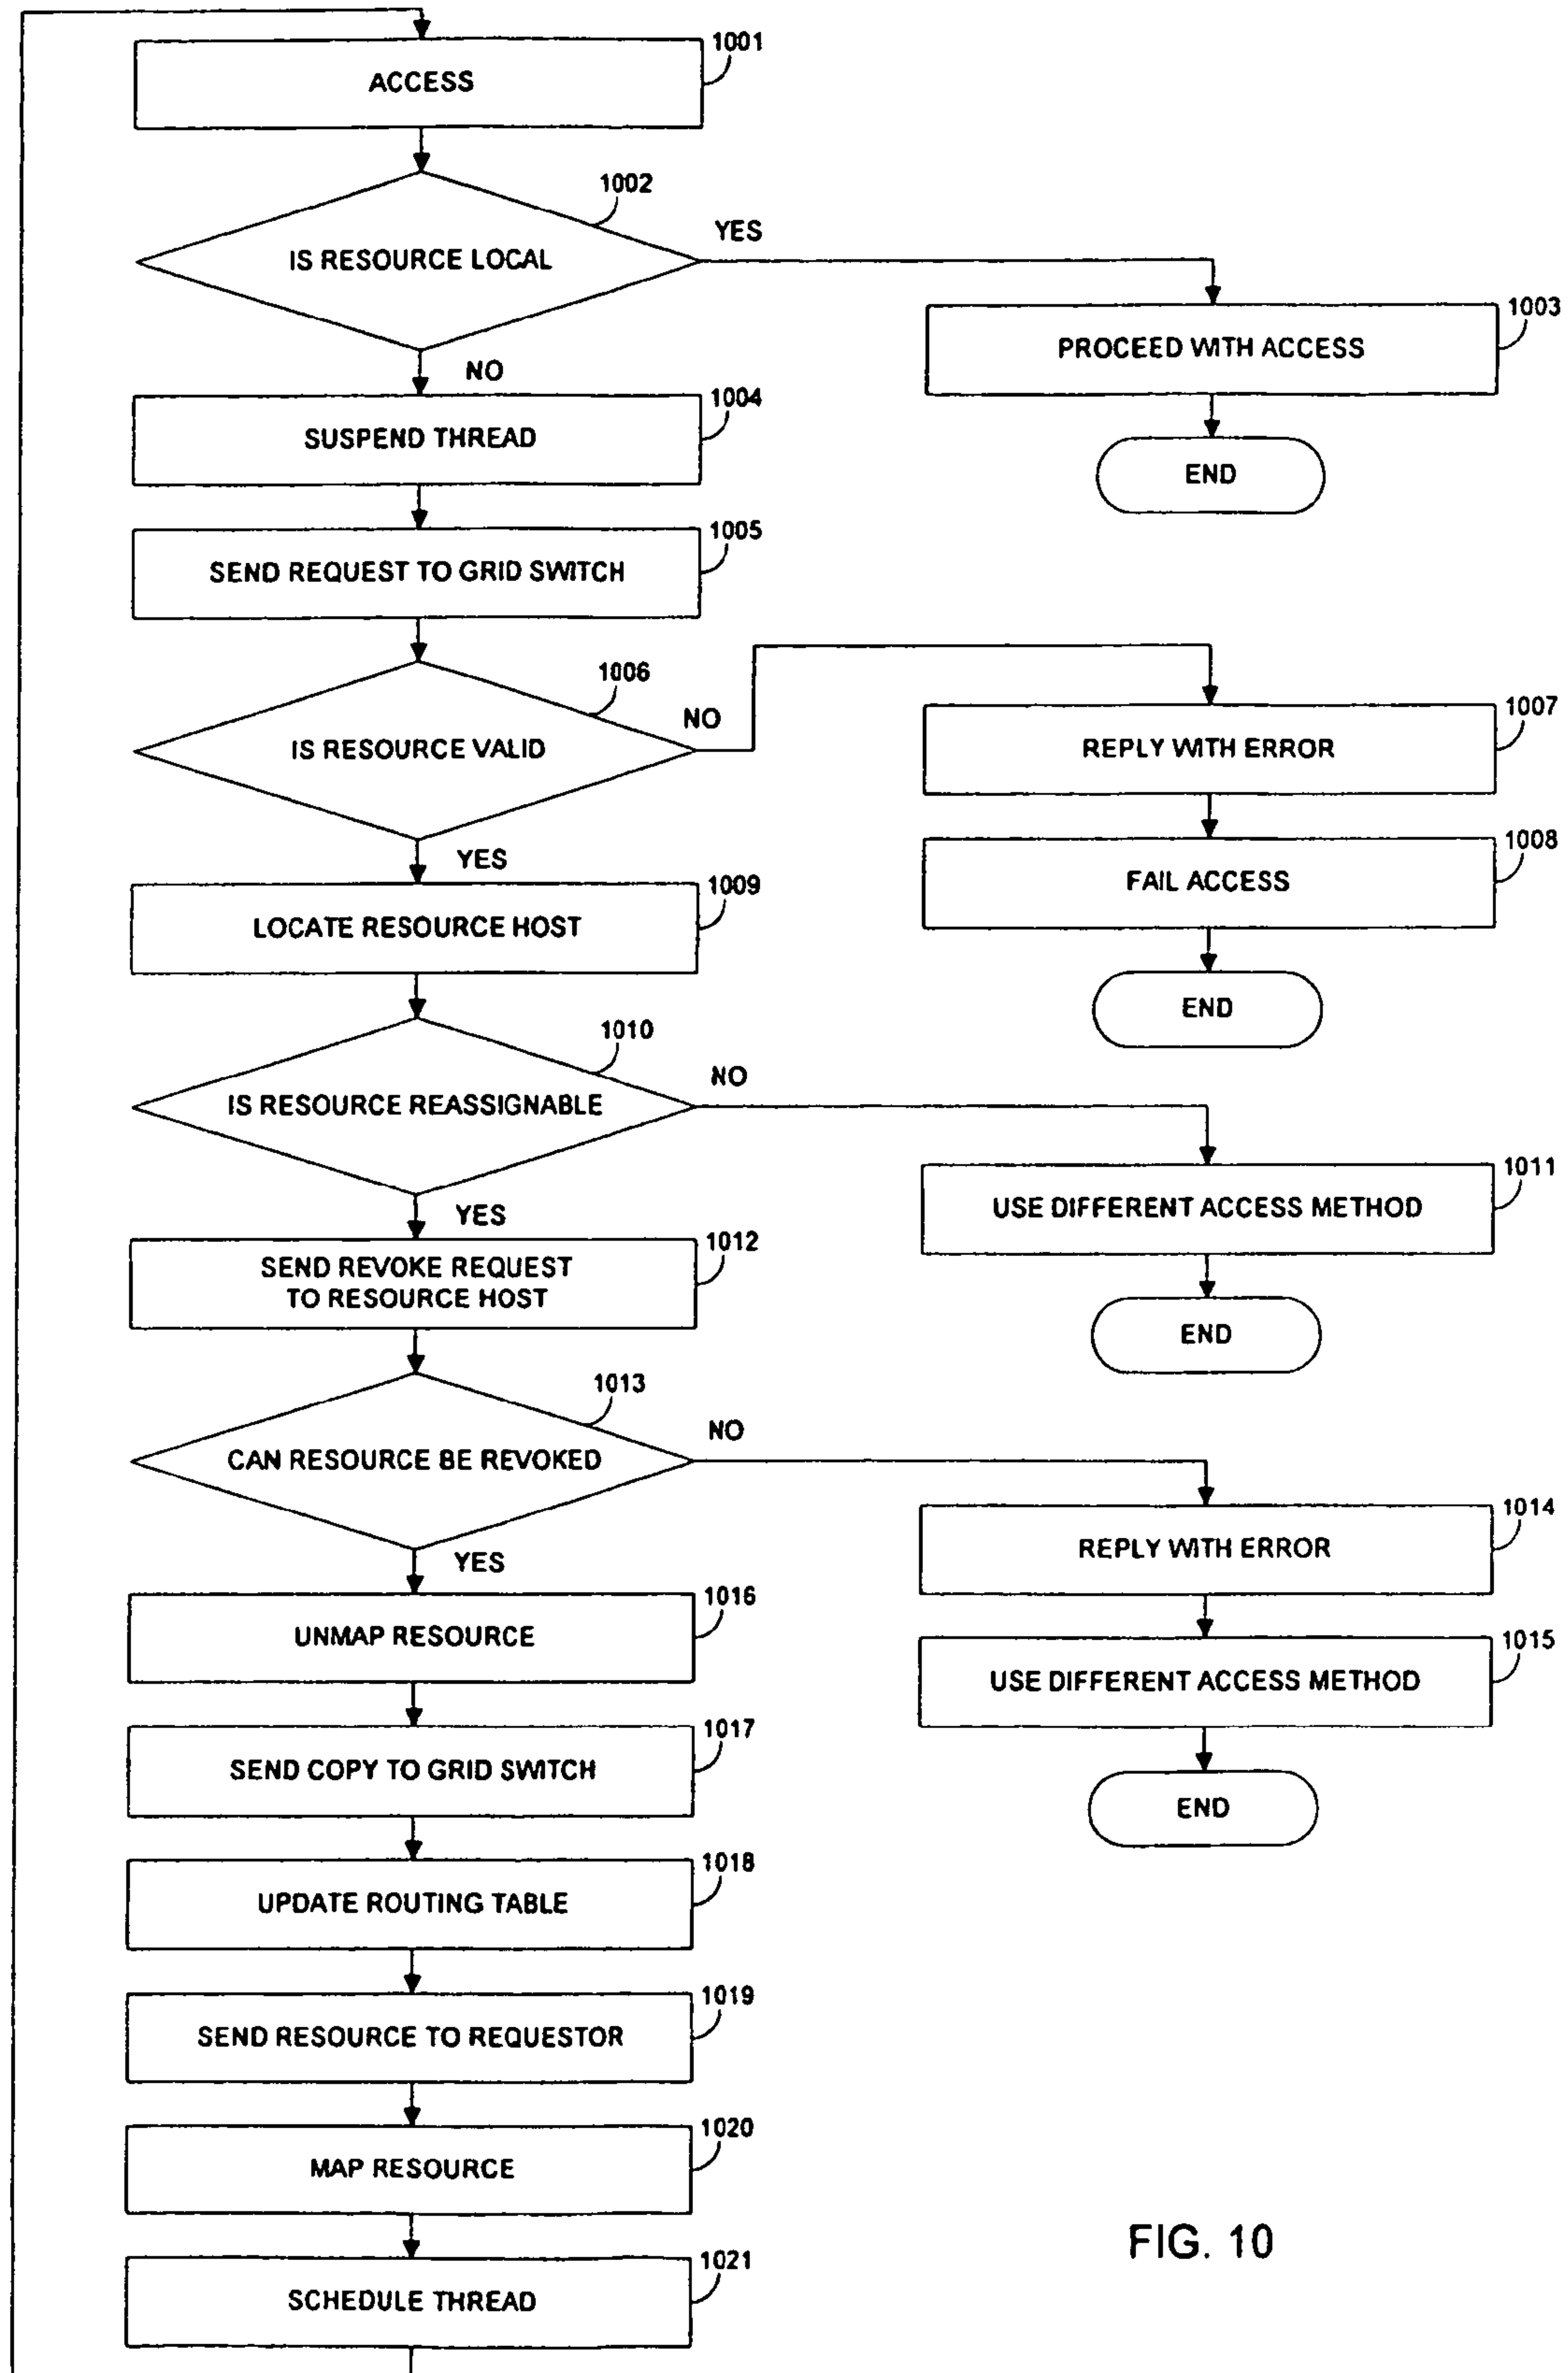 1001
ACCESS
1002
IS RESOURCE LOCAL
YES
1003
PROCEED WITH ACCESS
END
NO
1004
SUSPEND THREAD
1005
SEND REQUEST TO GRID SWITCH
1006
IS RESOURCE VALID
NO
1007
REPLY WITH ERROR
1008
FAIL ACCESS
END
YES
1009
LOCATE RESOURCE HOST
1010
IS RESOURCE REASSIGNABLE
NO
1011
USE DIFFERENT ACCESS METHOD
END
YES
1012
SEND REVOKE REQUEST
TO RESOURCE HOST
1013
CAN RESOURCE BE REVOKED
NO
1014
REPLY WITH ERROR
1015
USE DIFFERENT ACCESS METHOD
END
YES
1016
UNMAP RESOURCE
1017
SEND COPY TO GRID SWITCH
1018
UPDATE ROUTING TABLE
1019
SEND RESOURCE TO REQUESTOR
1020
MAP RESOURCE
1021
SCHEDULE THREAD
FIG. 10